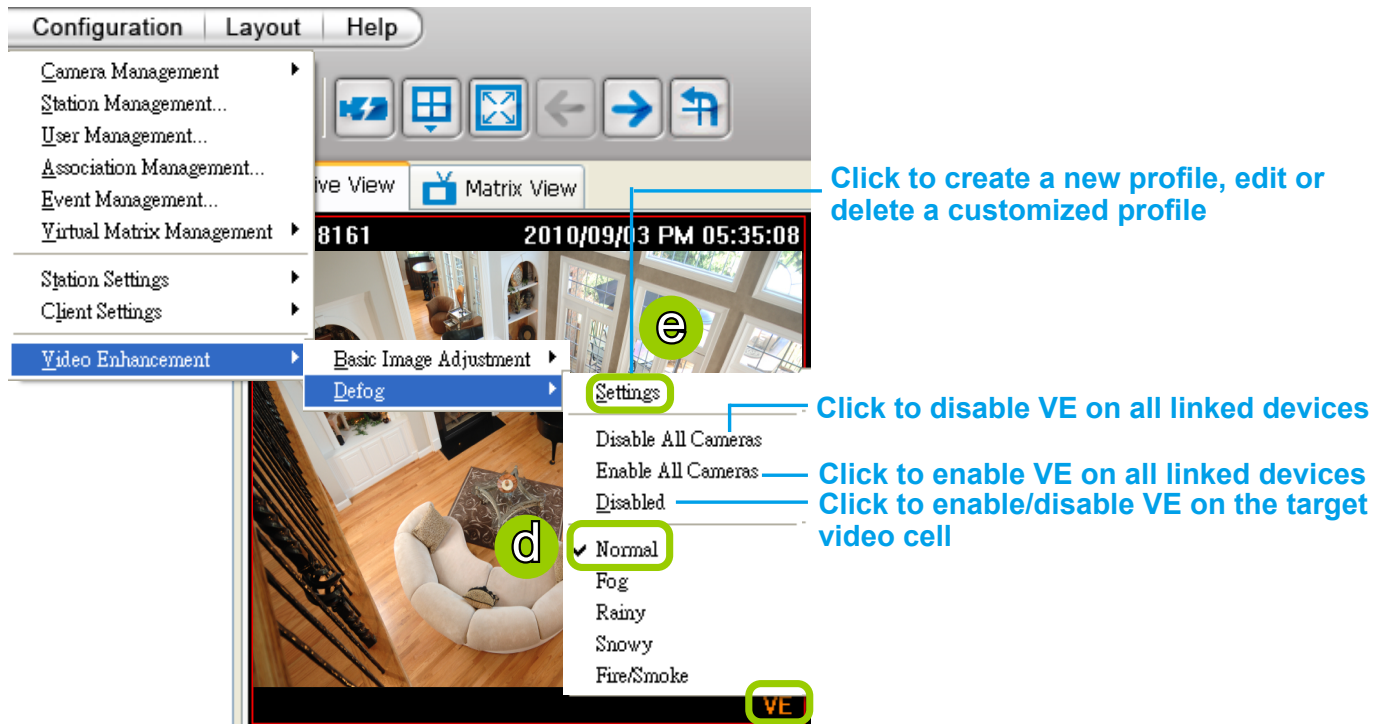 Configuration Layout Help
Camera Management
Station Management...
User Management...
Association Management...
Event Management...
Virtual Matrix Management
Station Settings
Client Settings
Video Enhancement
ive View
Matrix View
8161 2010/09/03 PM 05:35:08
Basic Image Adjustment
Defog
e
Settings
Disable All Cameras
Enable All Cameras
Disabled
d
Normal
Fog
Rainy
Snowy
Fire/Smoke
VE
Click to create a new profile, edit or
delete a customized profile
Click to disable VE on all linked devices
Click to enable VE on all linked devices
Click to enable/disable VE on the target
video cell